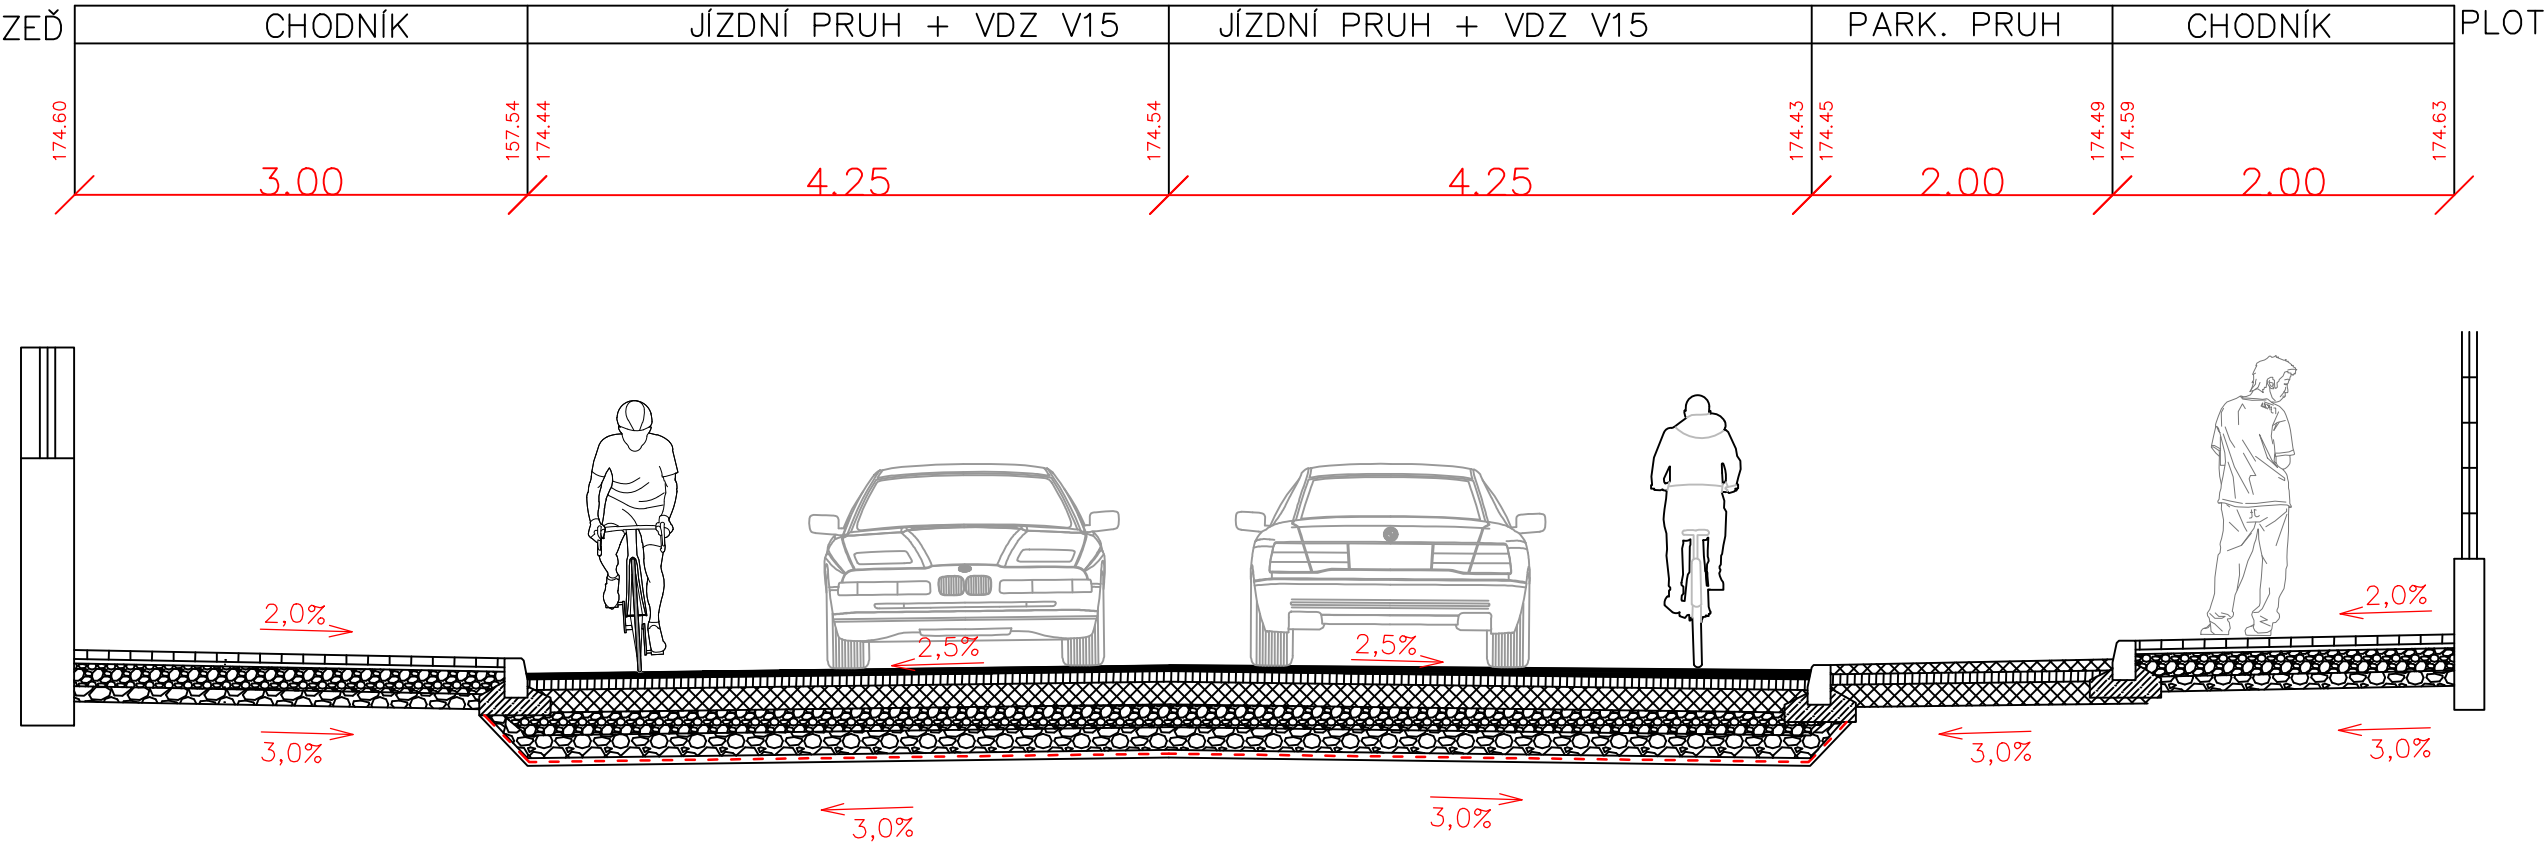 ZEĎ CHODNÍK JÍZDNÍ PRUH + VDZ V15 JÍZDNÍ PRUH + VDZ V15 PARK. PRUH CHODNÍK PLOT
174.60 157.54 174.44 174.54 174.43 174.45 174.49 174.59 174.63
3.00 4.25 4.25 2.00 2.00
2,0% 2,0%
2,5% 2,5%
3,0% 3,0% 3,0%
3,0% 3,0%